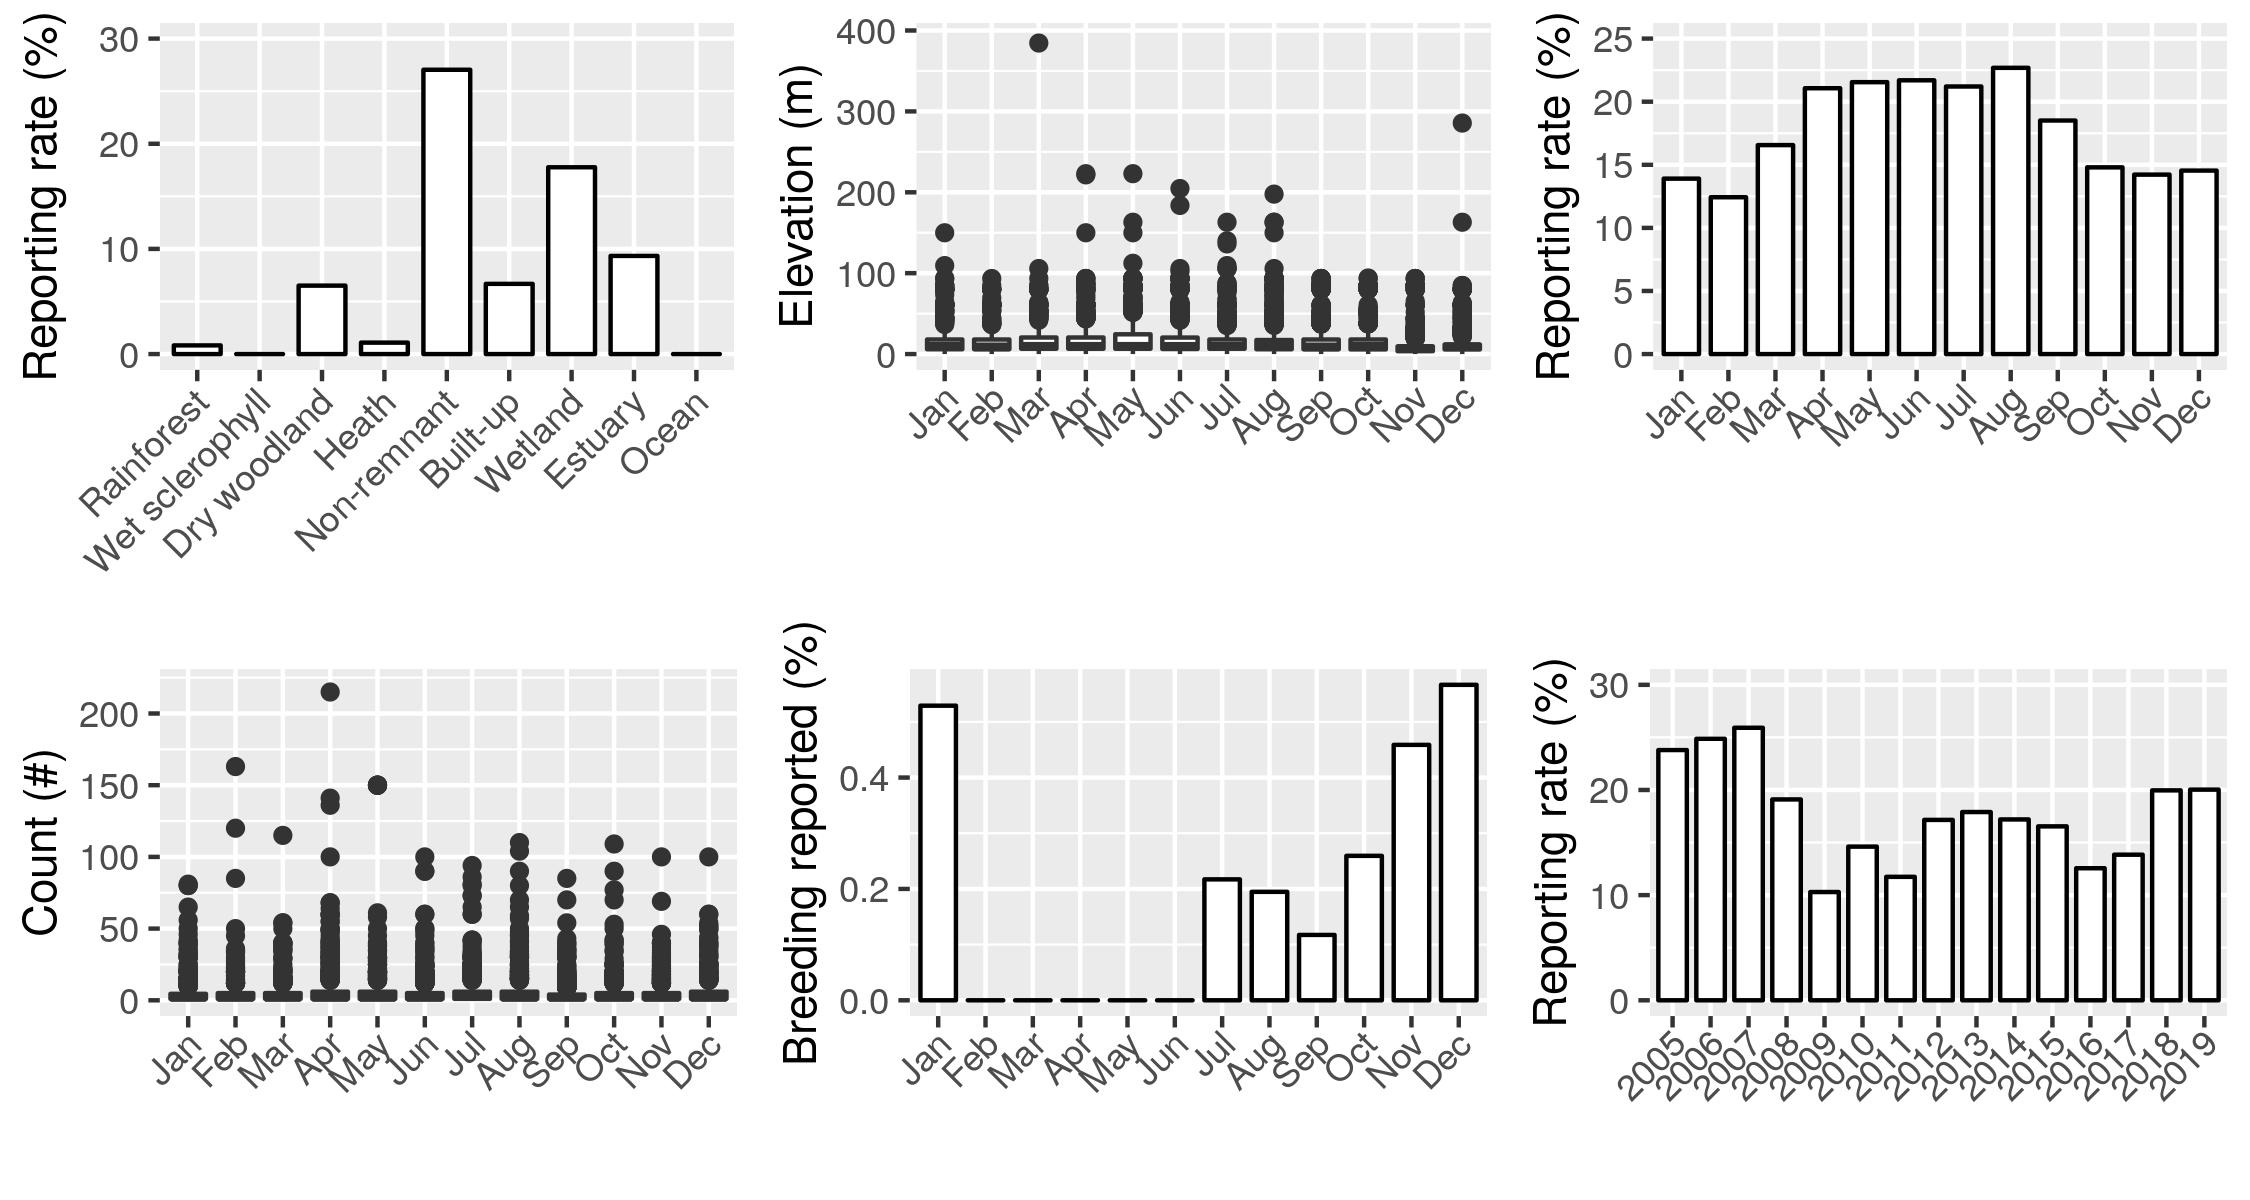 Reporting rate (%)
30
20
10
0
Rainforest
Wet sclerophyll
Dry woodland
Heath
Non-remnant
Built-up
Wetland
Estuary
Ocean
Elevation (m)
400
300
200
100
0
Jan
Feb
Mar
Apr
May
Jun
Jul
Aug
Sep
Oct
Nov
Dec
Reporting rate (%)
25
20
15
10
5
0
Jan
Feb
Mar
Apr
May
Jun
Jul
Aug
Sep
Oct
Nov
Dec
Count (#)
200
150
100
50
0
Jan
Feb
Mar
Apr
May
Jun
Jul
Aug
Sep
Oct
Nov
Dec
Breeding reported (%)
0.4
0.2
0.0
Jan
Feb
Mar
Apr
May
Jun
Jul
Aug
Sep
Oct
Nov
Dec
Reporting rate (%)
30
20
10
0
2005
2006
2007
2008
2009
2010
2011
2012
2013
2014
2015
2016
2017
2018
2019